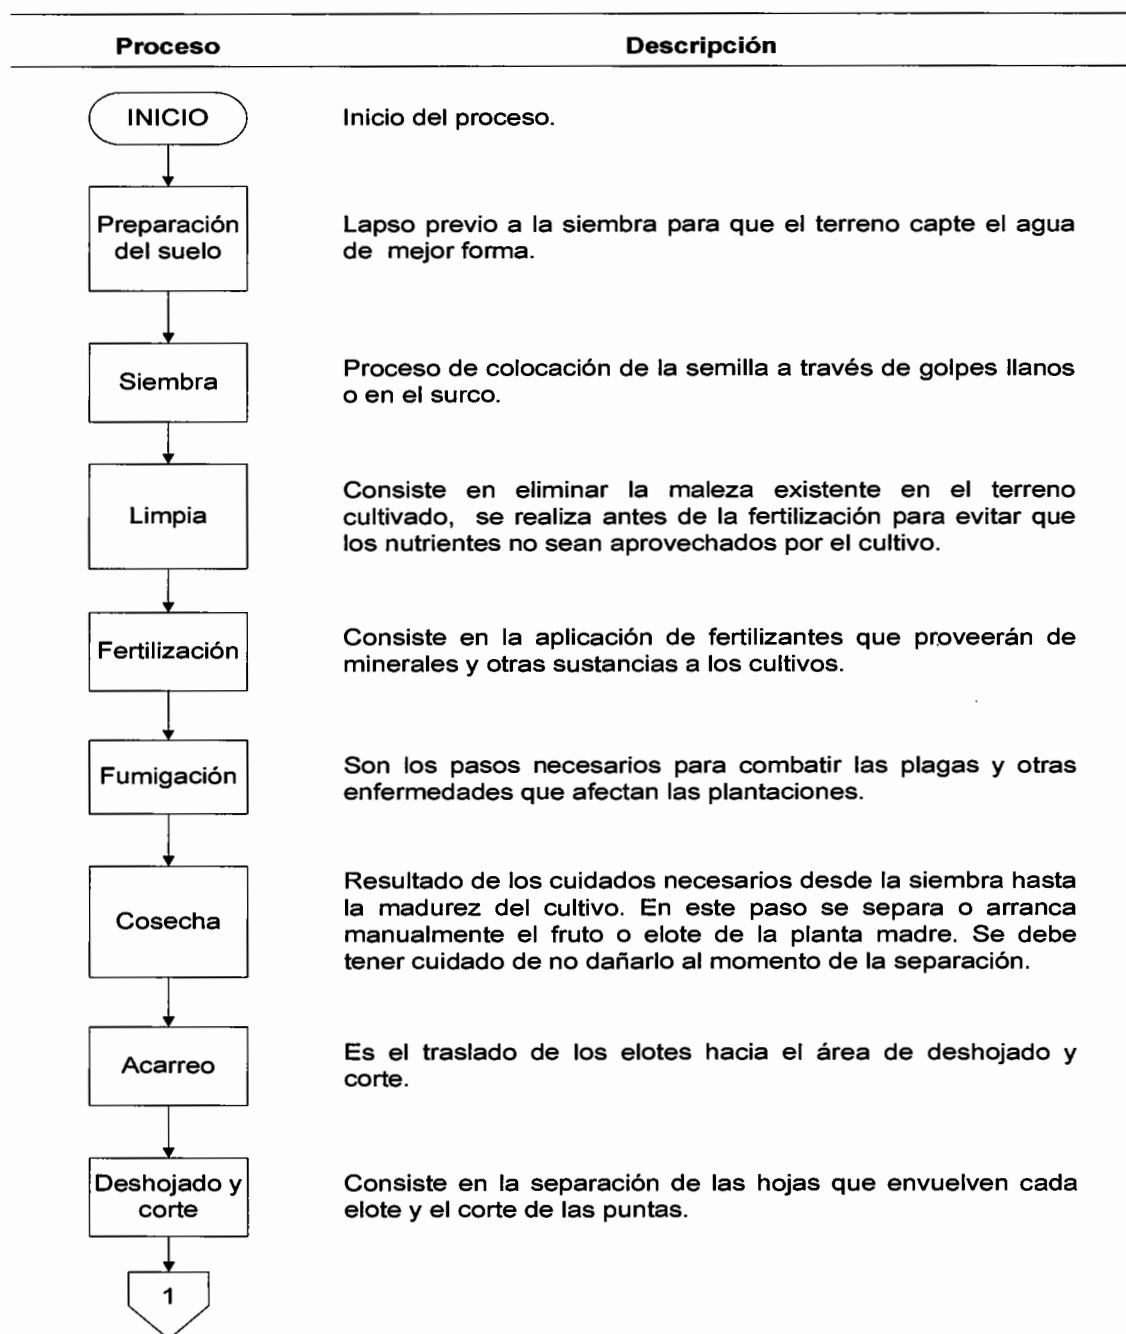 Proceso Descripción
INICIO Inicio del proceso.
Preparación
del suelo
Lapso previo a la siembra para que el terreno capte el agua
de mejor forma.
Siembra
Proceso de colocación de la semilla a través de golpes llanos
o en el surco.
Limpia
Consiste en eliminar la maleza existente en el terreno
cultivado, se realiza antes de la fertilización para evitar que
los nutrientes no sean aprovechados por el cultivo.
Fertilización
Consiste en la aplicación de fertilizantes que proveerán de
minerales y otras sustancias a los cultivos.
Fumigación
Son los pasos necesarios para combatir las plagas y otras
enfermedades que afectan las plantaciones.
Cosecha
Resultado de los cuidados necesarios desde la siembra hasta
la madurez del cultivo. En este paso se separa o arranca
manualmente el fruto o elote de la planta madre. Se debe
tener cuidado de no dañarlo al momento de la separación.
Acarreo
Es el traslado de los elotes hacia el área de deshojado y
corte.
Deshojado y
corte
Consiste en la separación de las hojas que envuelven cada
elote y el corte de las puntas.
1